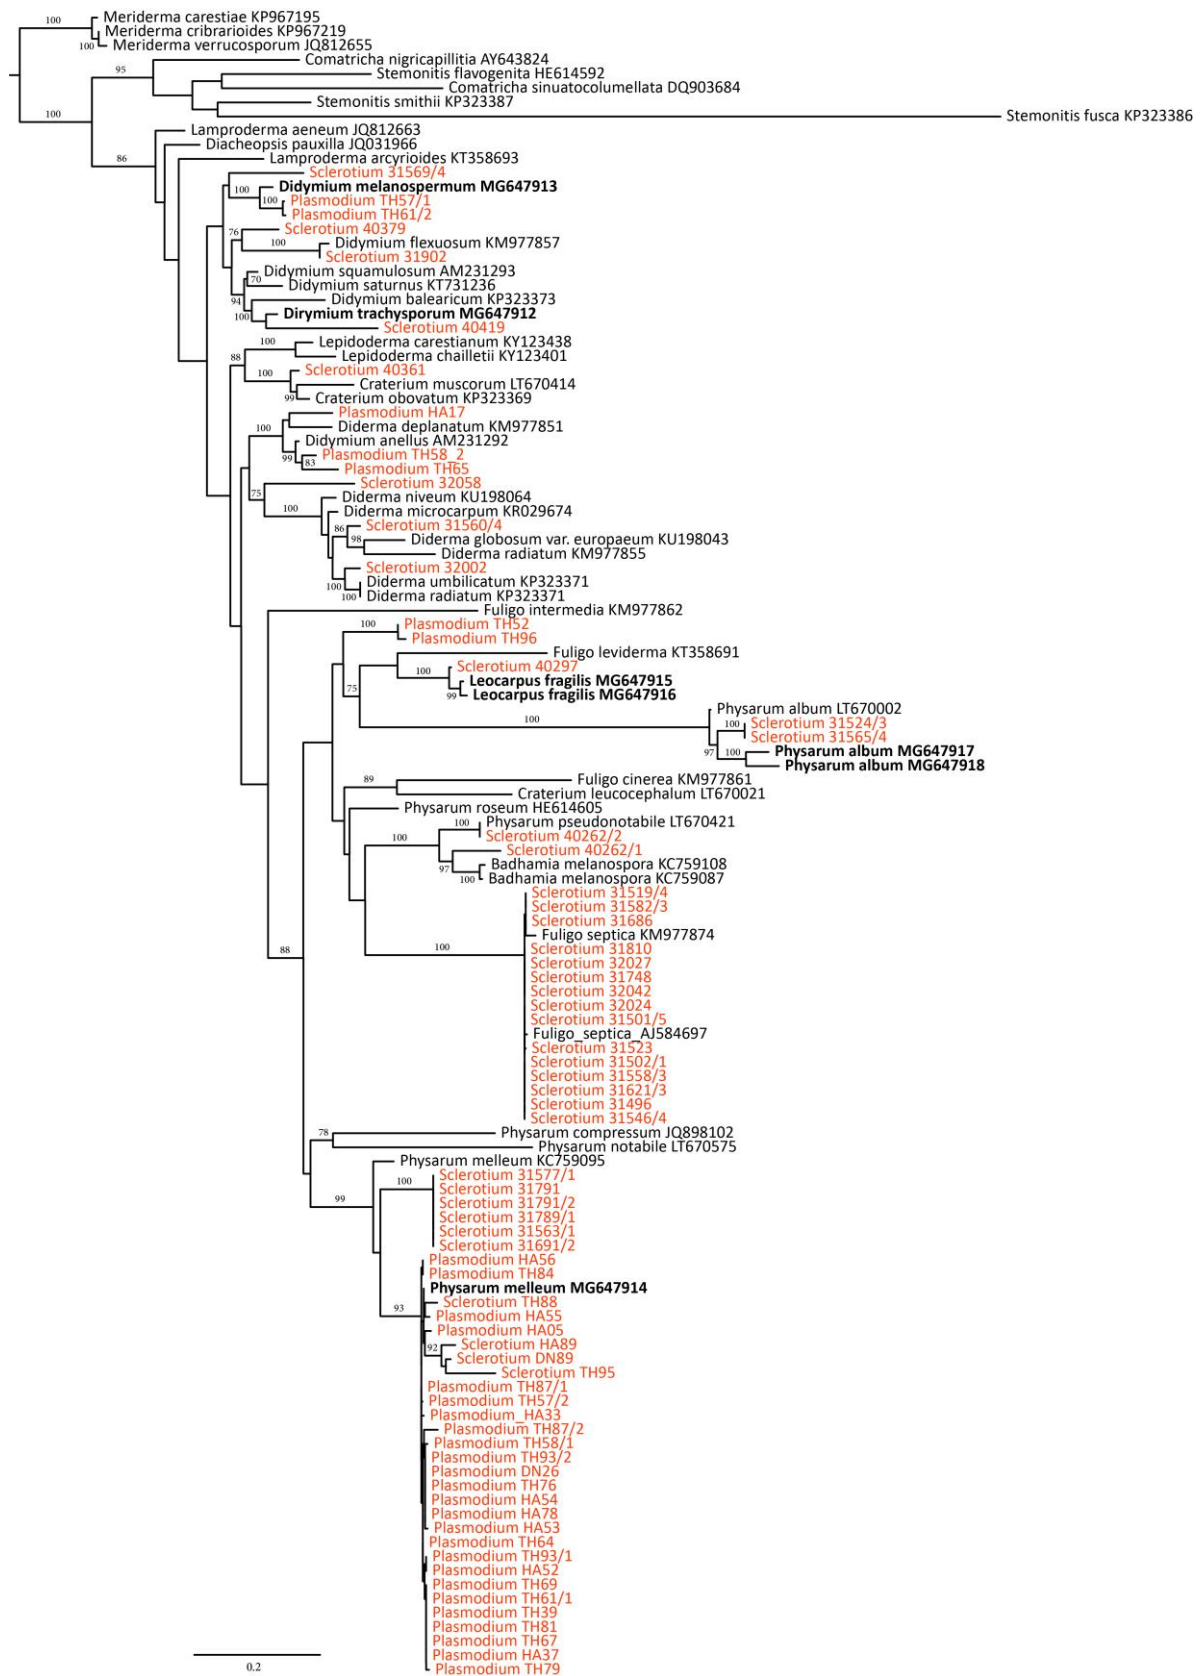 Meriderma carestiae KP967195
100
Meriderma cribrarioides KP967219
100
Meriderma verrucosporum JQ812655
Comatricha nigricapillitia AY643824
95
Stemonitis flavogenita HE614592
Comatricha sinuatocolumellata DQ903684
Stemonitis smithii KP323387
100
Stemonitis fusca KP323386
Lamproderma aeneum JQ812663
Diacheopsis pauxilla JQ031966
86
Lamproderma arcyrioides KT358693
Sclerotium 31569/4
100
Didymium melanospermum MG647913
100
Plasmodium TH57/1
Plasmodium TH61/2
76
Sclerotium 40379
100
Didymium flexuosum KM977857
Sclerotium 31902
Didymium squamulosum AM231293
70
Didymium saturnus KT731236
94
Didymium balearicum KP323373
100
Dirymium trachysporum MG647912
Sclerotium 40419
100
Lepidoderma carestianum KY123438
88
Lepidoderma chailletii KY123401
Sclerotium 40361
100
Craterium muscorum LT670414
99
Craterium obovatum KP323369
Plasmodium HA17
100
Diderma deplanatum KM977851
Didymium anellus AM231292
99
Plasmodium TH58_2
83
Plasmodium TH65
Sclerotium 32058
75
Diderma niveum KU198064
100
Diderma microcarpum KR029674
86
Sclerotium 31560/4
98
Diderma globosum var. europaeum KU198043
Diderma radiatum KM977855
Sclerotium 32002
100
Diderma umbilicatum KP323371
100
Diderma radiatum KP323371
Fuligo intermedia KM977862
100
Plasmodium TH52
Plasmodium TH96
Fuligo leviderma KT358691
100
Sclerotium 40297
75
Leocarpus fragilis MG647915
99
Leocarpus fragilis MG647916
Physarum album LT670002
100
100
Sclerotium 31524/3
Sclerotium 31565/4
97
100
Physarum album MG647917
Physarum album MG647918
89
Fuligo cinerea KM977861
Craterium leucocephalum LT670021
Physarum roseum HE614605
100
Physarum pseudonotabile LT670421
100
Sclerotium 40262/2
Sclerotium 40262/1
97
Badhamia melanospora KC759108
100
Badhamia melanospora KC759087
Sclerotium 31519/4
Sclerotium 31582/3
Sclerotium 31686
Fuligo septica KM977874
100
88
Sclerotium 31810
Sclerotium 32027
Sclerotium 31748
Sclerotium 32042
Sclerotium 32024
Sclerotium 31501/5
Fuligo_septica_AJ584697
Sclerotium 31523
Sclerotium 31502/1
Sclerotium 31558/3
Sclerotium 31621/3
Sclerotium 31496
Sclerotium 31546/4
78
Physarum compressum JQ898102
Physarum notabile LT670575
Physarum melleum KC759095
Sclerotium 31577/1
100
Sclerotium 31791
99
Sclerotium 31791/2
Sclerotium 31789/1
Sclerotium 31563/1
Sclerotium 31691/2
Plasmodium HA56
Plasmodium TH84
Physarum melleum MG647914
93
Sclerotium TH88
Plasmodium HA55
Plasmodium HA05
92
Sclerotium HA89
Sclerotium DN89
Sclerotium TH95
Plasmodium TH87/1
Plasmodium TH57/2
Plasmodium_HA33
Plasmodium TH87/2
Plasmodium TH58/1
Plasmodium TH93/2
Plasmodium DN26
Plasmodium TH76
Plasmodium HA54
Plasmodium HA78
Plasmodium HA53
Plasmodium TH64
Plasmodium TH93/1
Plasmodium HA52
Plasmodium TH69
Plasmodium TH61/1
Plasmodium TH39
Plasmodium TH81
Plasmodium TH67
Plasmodium HA37
Plasmodium TH79
0.2